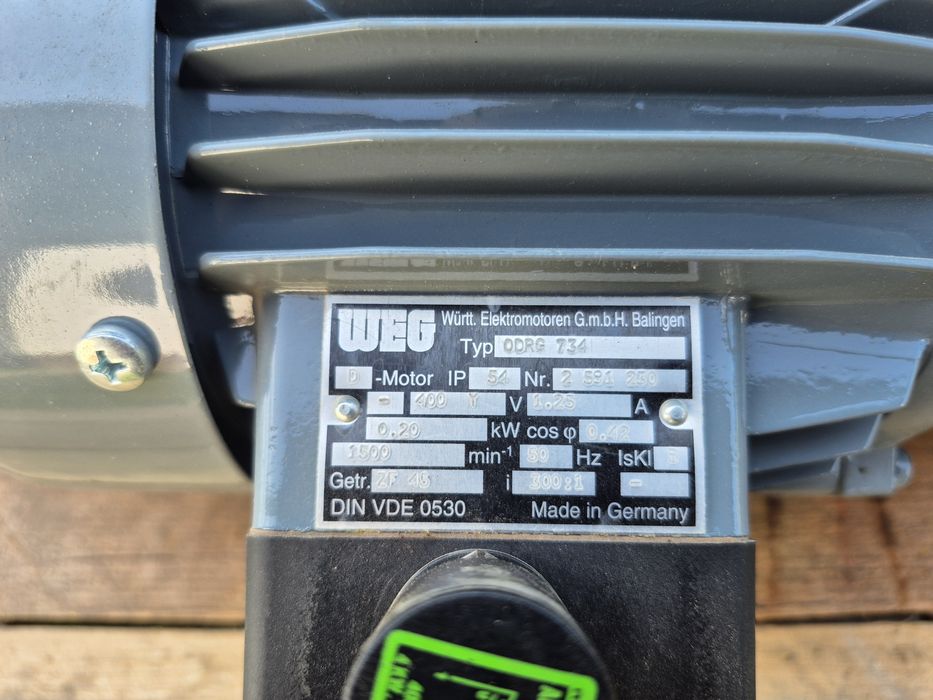 WEG Württ. Elektromotoren G.m.b.H. Balingen
Typ ODRG 734
D -Motor IP 54 Nr. 2 591 250
- 400 Y V 1.25 A
0.20 kW cos φ 0.42
1500 min⁻¹ 50 Hz IsKl
Getr. ZF 45 i 300:1 -
DIN VDE 0530 Made in Germany